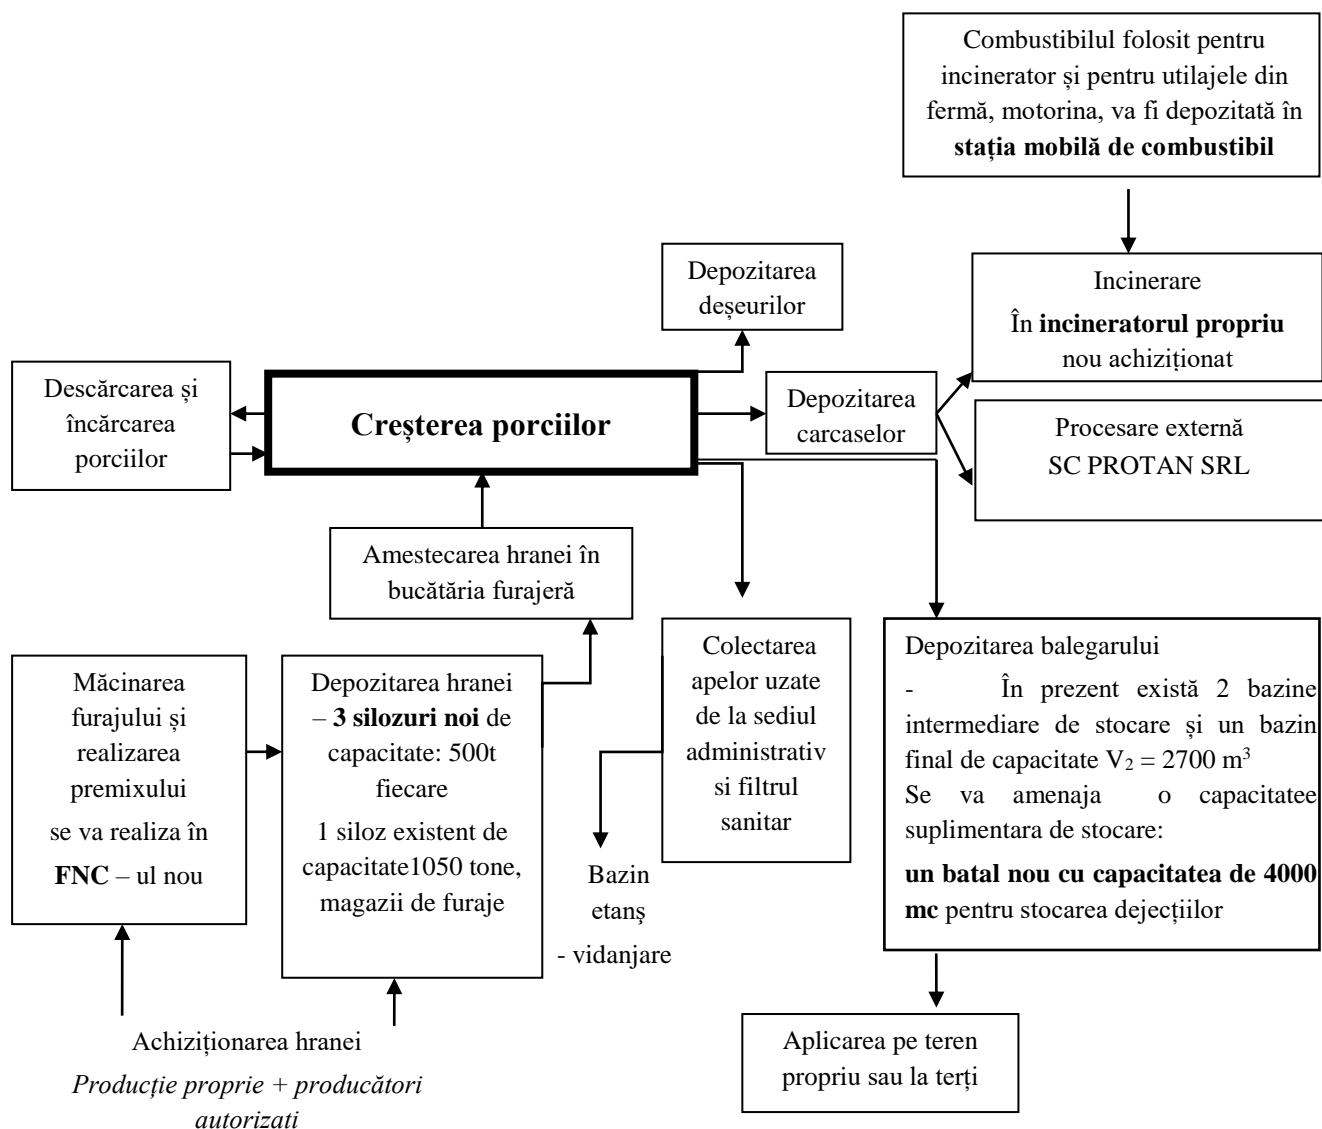 Combustibilul folosit pentru
incinerator și pentru utilajele din
fermă, motorina, va fi depozitată în
stația mobilă de combustibil
Depozitarea
deșeurilor
Incinerare
În incineratorul propriu
nou achiziționat
Descărcarea și
încărcarea
porciilor
Creșterea porciilor
Depozitarea
carcaselor
Procesare externă
SC PROTAN SRL
Amestecarea hranei în
bucătăria furajeră
Măcinarea
furajului și
realizarea
premixului
se va realiza în
FNC – ul nou
Depozitarea hranei
– 3 silozuri noi de
capacitate: 500t
fiecare
1 siloz existent de
capacitate1050 tone,
magazii de furaje
Colectarea
apelor uzate
de la sediul
administrativ
si filtrul
sanitar
Depozitarea balegarului
- În prezent există 2 bazine
intermediare de stocare și un bazin
final de capacitate V₂ = 2700 m³
Se va amenaja o capacitatee
suplimentara de stocare:
un batal nou cu capacitatea de 4000
mc pentru stocarea dejecțiilor
Bazin
etanş
- vidanjare
Achiziționarea hranei
Producție proprie + producători
autorizati
Aplicarea pe teren
propriu sau la terți